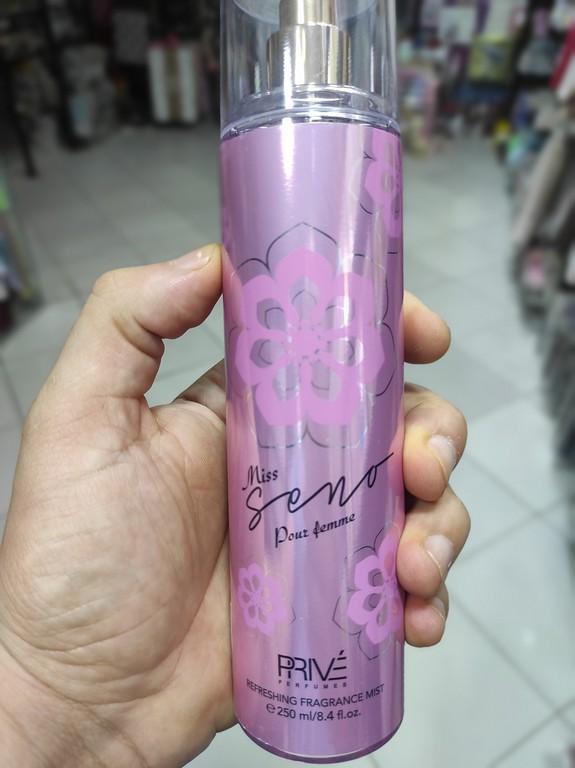 Miss
Seno
Pour femme
PRIVÉ
PERFUMES
REFRESHING FRAGRANCE MIST
℮ 250 ml/8.4 fl.oz.